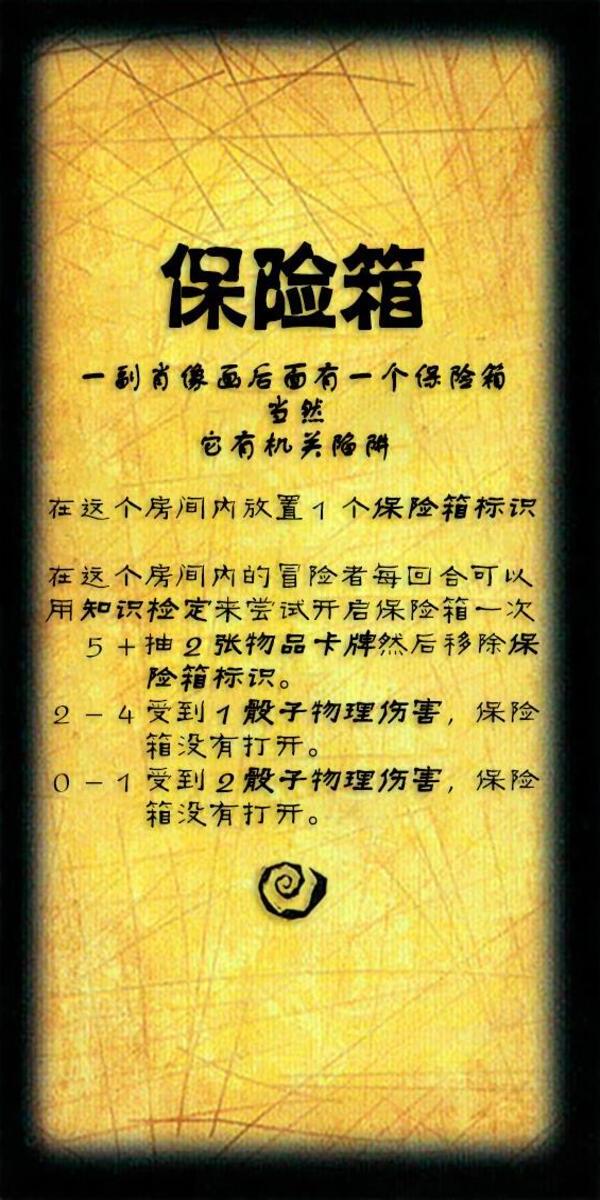 保险箱
一副肖像画后面有一个保险箱
当然
它有机关陷阱
在这个房间内放置1个保险箱标识
在这个房间内的冒险者每回合可以
用知识检定来尝试开启保险箱一次
5+抽2张物品卡牌然后移除保
险箱标识。
2-4受到1骰子物理伤害，保险
箱没有打开。
0-1受到2骰子物理伤害，保险
箱没有打开。